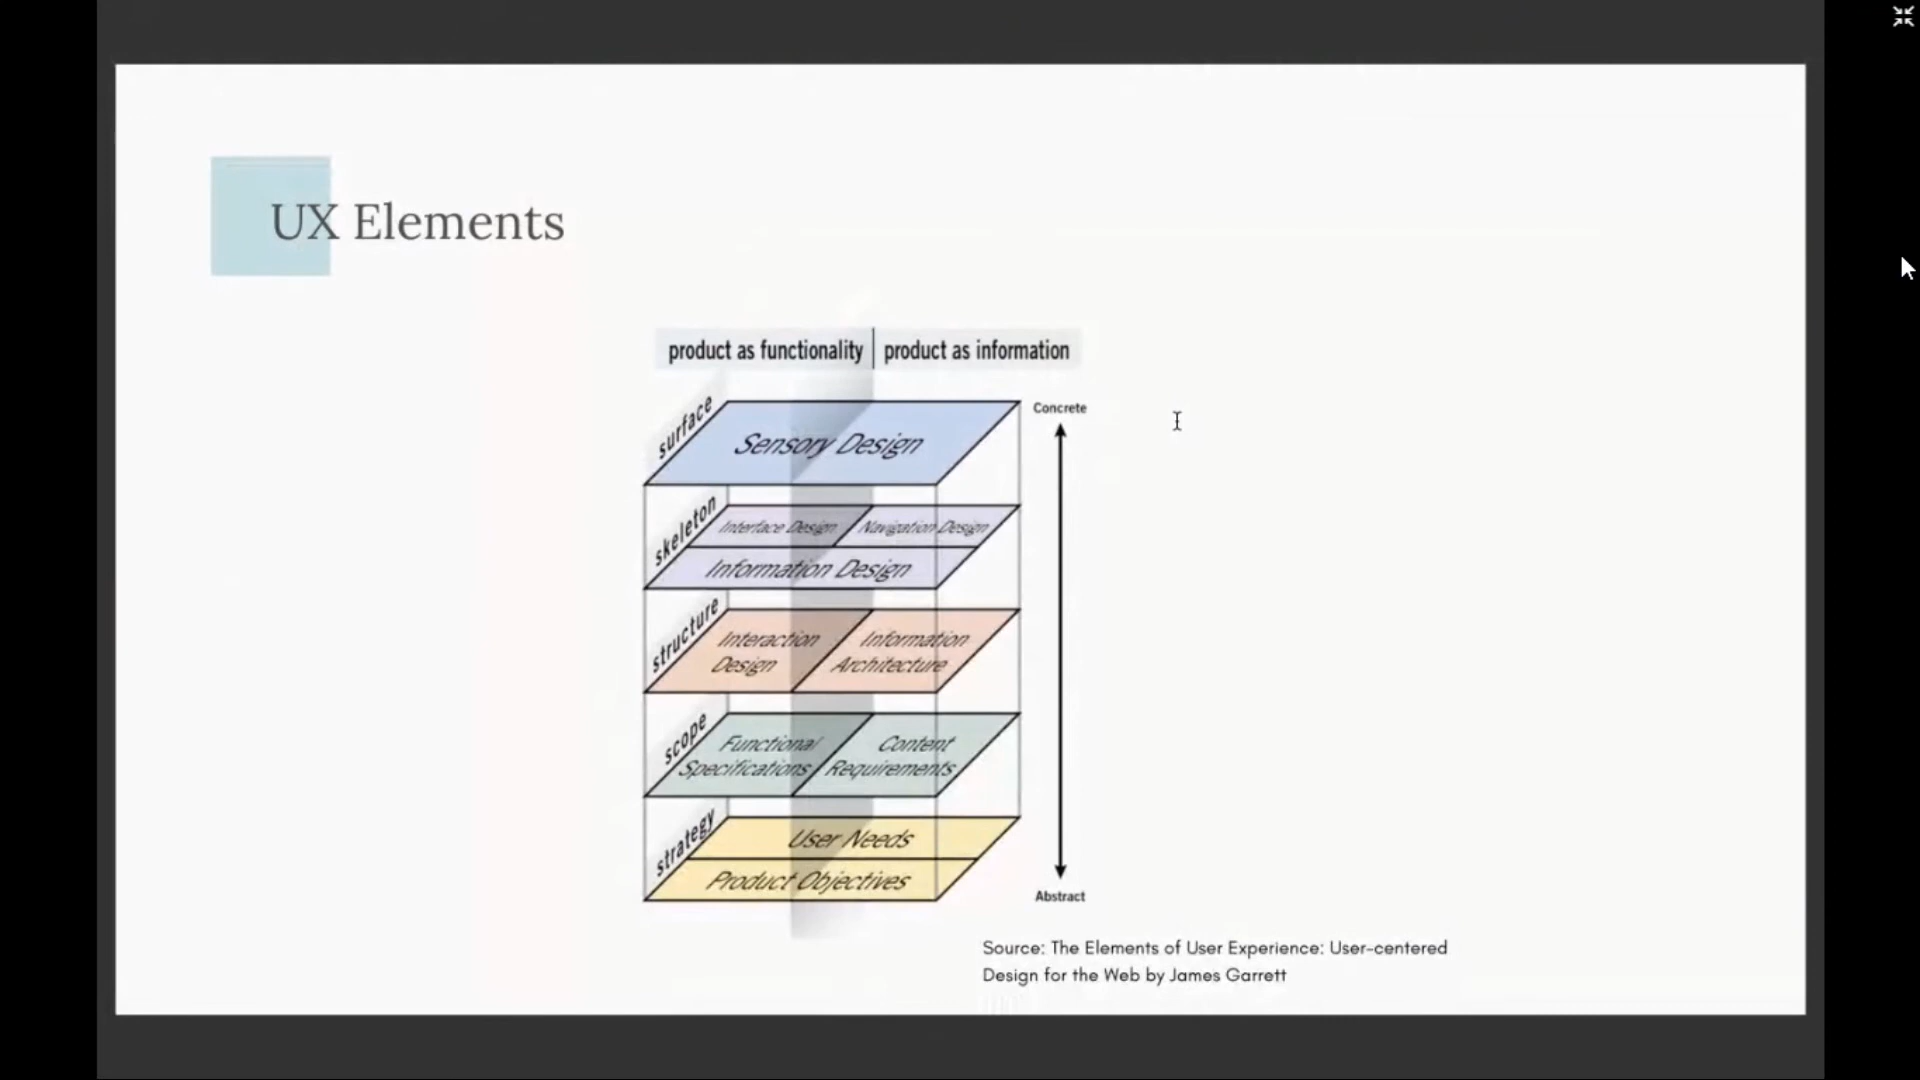 UX Elements
product as functionality
product as information
surface
Sensory Design
Concrete
skeleton
Interface Design
Navigation Design
Information Design
structure
Interaction
Design
Information
Architecture
scope
Functional
Specifications
Content
Requirements
strategy
User Needs
Product Objectives
Abstract
Source: The Elements of User Experience: User-centered
Design for the Web by James Garrett